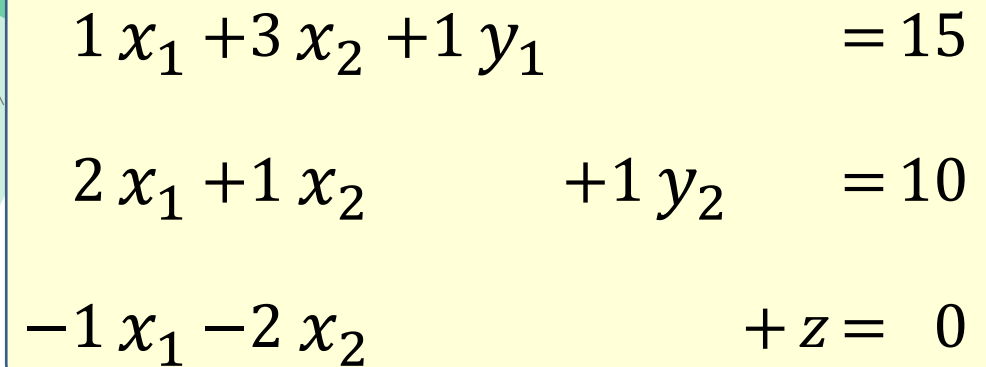 1 x₁ +3 x₂ +1 y₁ = 15
2 x₁ +1 x₂ +1 y₂ = 10
−1 x₁ −2 x₂ + z = 0